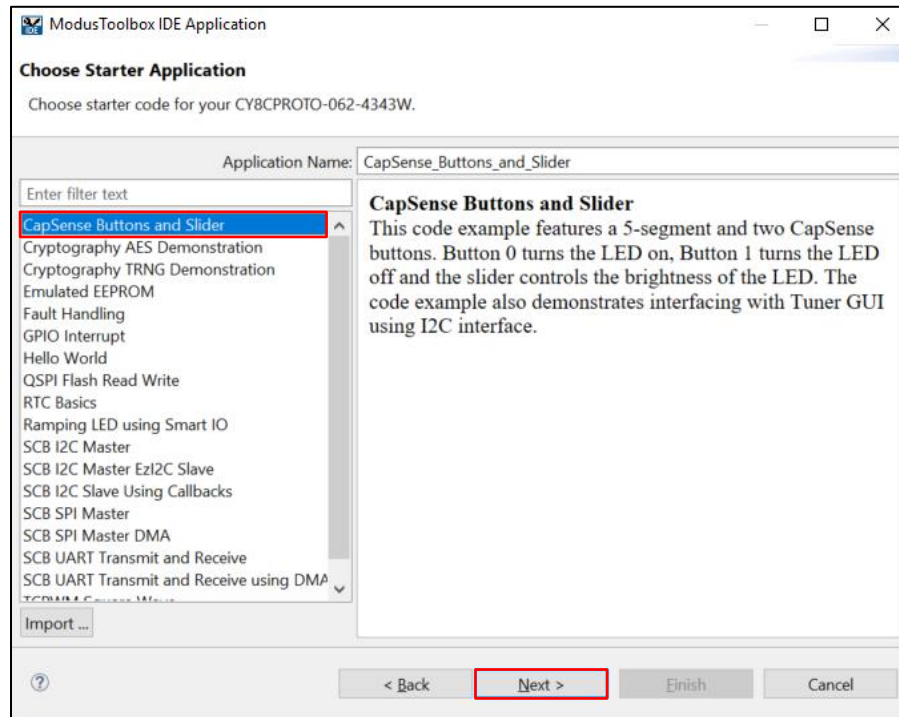 ModusToolbox IDE Application
Choose Starter Application
Choose starter code for your CY8CPROTO-062-4343W.
Application Name: CapSense_Buttons_and_Slider
Enter filter text
CapSense Buttons and Slider
Cryptography AES Demonstration
Cryptography TRNG Demonstration
Emulated EEPROM
Fault Handling
GPIO Interrupt
Hello World
QSPI Flash Read Write
RTC Basics
Ramping LED using Smart IO
SCB I2C Master
SCB I2C Master EzI2C Slave
SCB I2C Slave Using Callbacks
SCB SPI Master
SCB SPI Master DMA
SCB UART Transmit and Receive
SCB UART Transmit and Receive using DMA
CapSense Buttons and Slider
This code example features a 5-segment and two CapSense
buttons. Button 0 turns the LED on, Button 1 turns the LED
off and the slider controls the brightness of the LED. The
code example also demonstrates interfacing with Tuner GUI
using I2C interface.
Import ...
< Back
Next >
Finish
Cancel